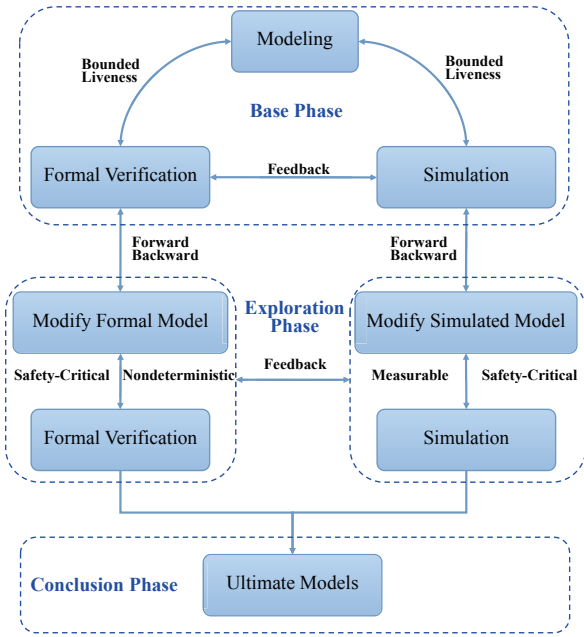 Modeling
Bounded
Liveness
Bounded
Liveness
Base Phase
Formal Verification
Feedback
Simulation
Forward
Backward
Forward
Backward
Exploration
Phase
Modify Formal Model
Modify Simulated Model
Safety-Critical
Nondeterministic
Feedback
Measurable
Safety-Critical
Formal Verification
Simulation
Conclusion Phase
Ultimate Models